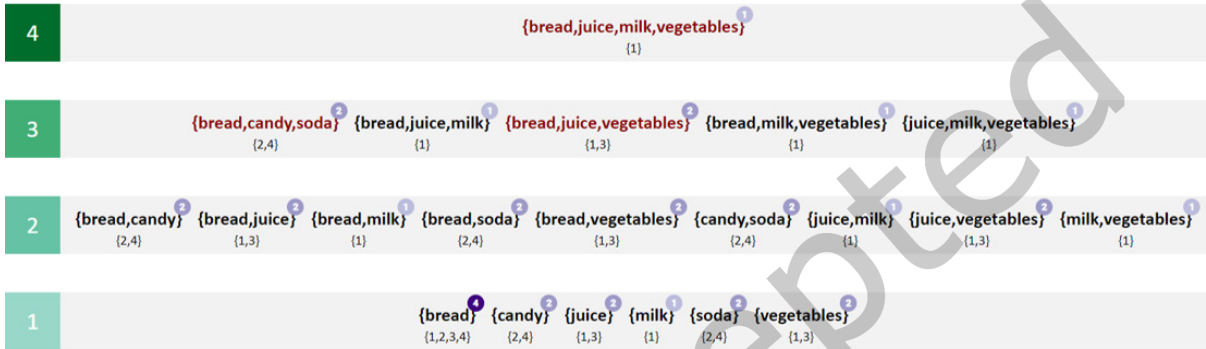 4
{bread,juice,milk,vegetables} 1
{1}
3
{bread,candy,soda} 2 {bread,juice,milk} 1 {bread,juice,vegetables} 2 {bread,milk,vegetables} 1 {juice,milk,vegetables} 1
{2,4} {1} {1,3} {1} {1}
2
{bread,candy} 2 {bread,juice} 2 {bread,milk} 1 {bread,soda} 2 {bread,vegetables} 2 {candy,soda} 2 {juice,milk} 1 {juice,vegetables} 2 {milk,vegetables} 1
{2,4} {1,3} {1} {2,4} {1,3} {2,4} {1} {1,3} {1}
1
{bread} 4 {candy} 2 {juice} 2 {milk} 1 {soda} 2 {vegetables} 2
{1,2,3,4} {2,4} {1,3} {1} {2,4} {1,3}